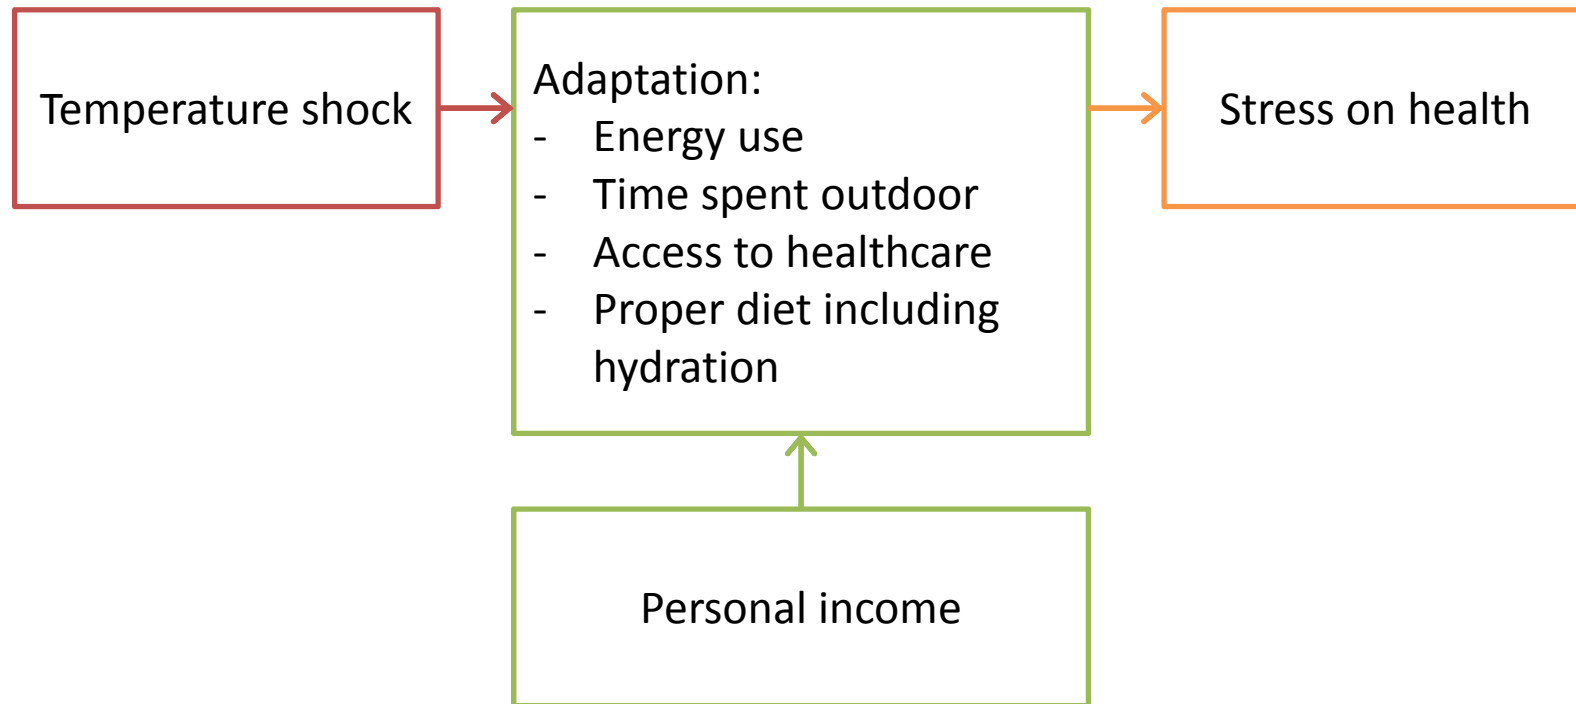 Temperature shock
Adaptation:
- Energy use
- Time spent outdoor
- Access to healthcare
- Proper diet including
hydration
Stress on health
Personal income